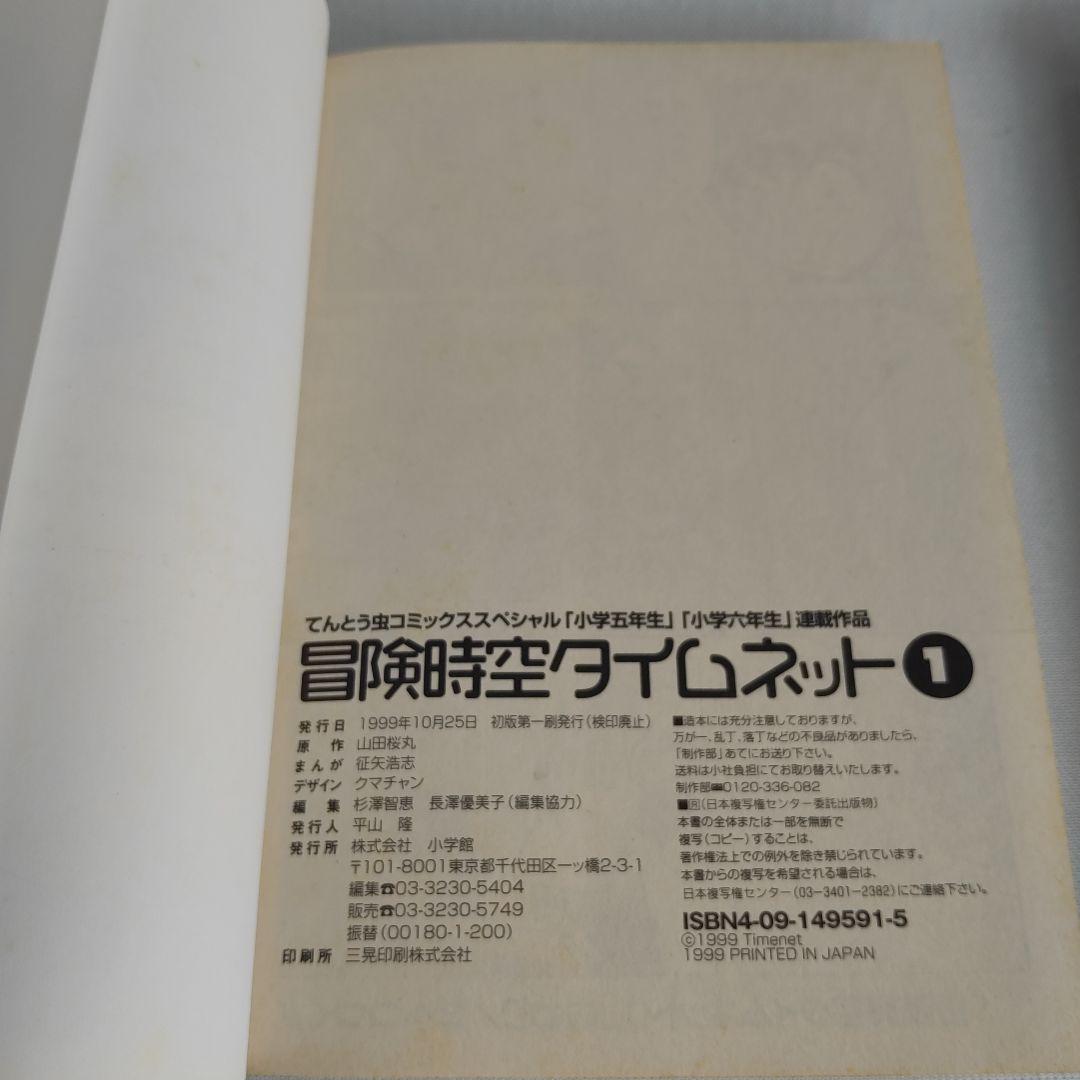 てんとう虫コミックススペシャル「小学五年生」「小学六年生」連載作品
冒険時空タイムネット 1
発行日 1999年10月25日 初版第一刷発行(検印廃止)
原作 山田桜丸
まんが 征矢浩志
デザイン クマチャン
編集 杉澤智恵 長澤優美子(編集協力)
発行人 平山 隆
発行所 株式会社 小学館
〒101-8001東京都千代田区一ッ橋2-3-1
編集☎03-3230-5404
販売☎03-3230-5749
振替(00180-1-200)
印刷所 三晃印刷株式会社
■造本には充分注意しておりますが、
万が一、乱丁、落丁などの不良品がありましたら、
「制作部」あてにお送り下さい。
送料は小社負担にてお取り替えいたします。
制作部 0120-336-082
■Ⓡ(日本複写権センター委託出版物)
本書の全体または一部を無断で
複写(コピー)することは、
著作権法上での例外を除き禁じられています。
本書からの複写を希望される場合は、
日本複写権センター(03-3401-2382)にご連絡下さい。
ISBN4-09-149591-5
©1999 Timenet
1999 PRINTED IN JAPAN